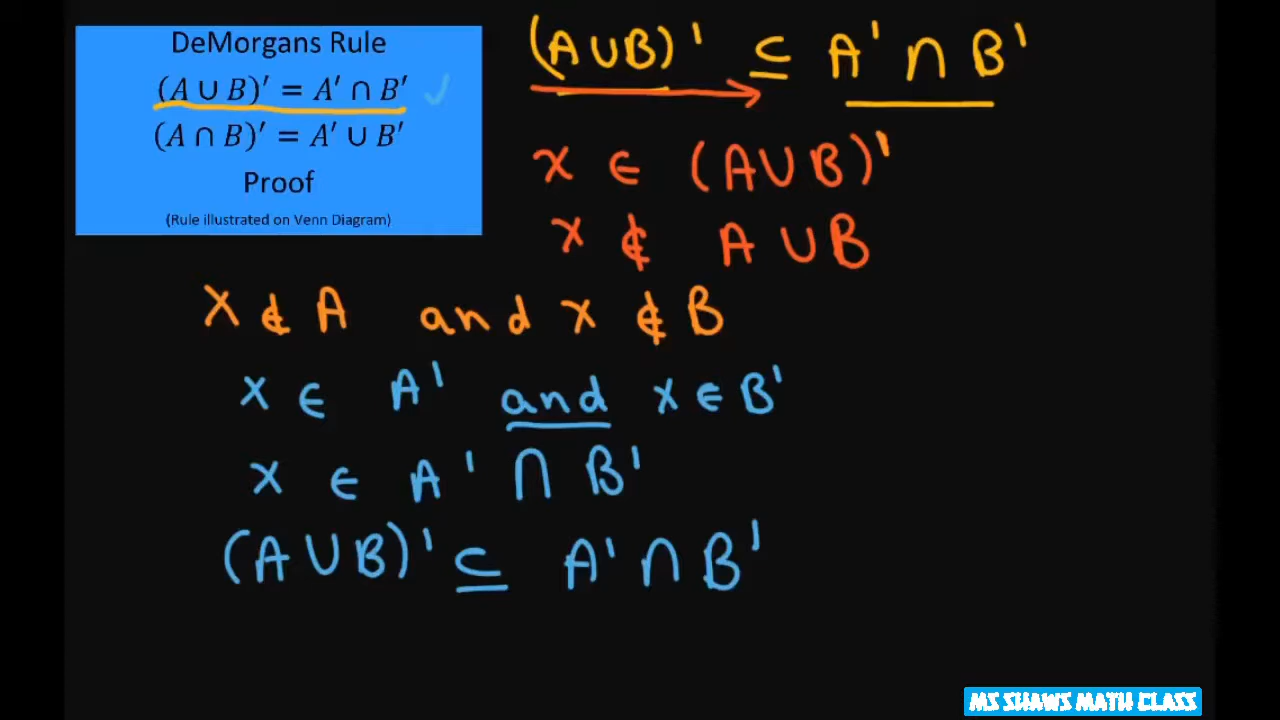 DeMorgans Rule
(A ∪ B)′ = A′ ∩ B′ ✓
(A ∩ B)′ = A′ ∪ B′
Proof
(Rule illustrated on Venn Diagram)
(A∪B)' ⊆ A' ∩ B'
x ∈ (A∪B)'
x ∉ A ∪ B
x ∉ A and x ∉ B
x ∈ A' and x ∈ B'
x ∈ A' ∩ B'
(A∪B)' ⊆ A' ∩ B'
MS SHAWS MATH CLASS